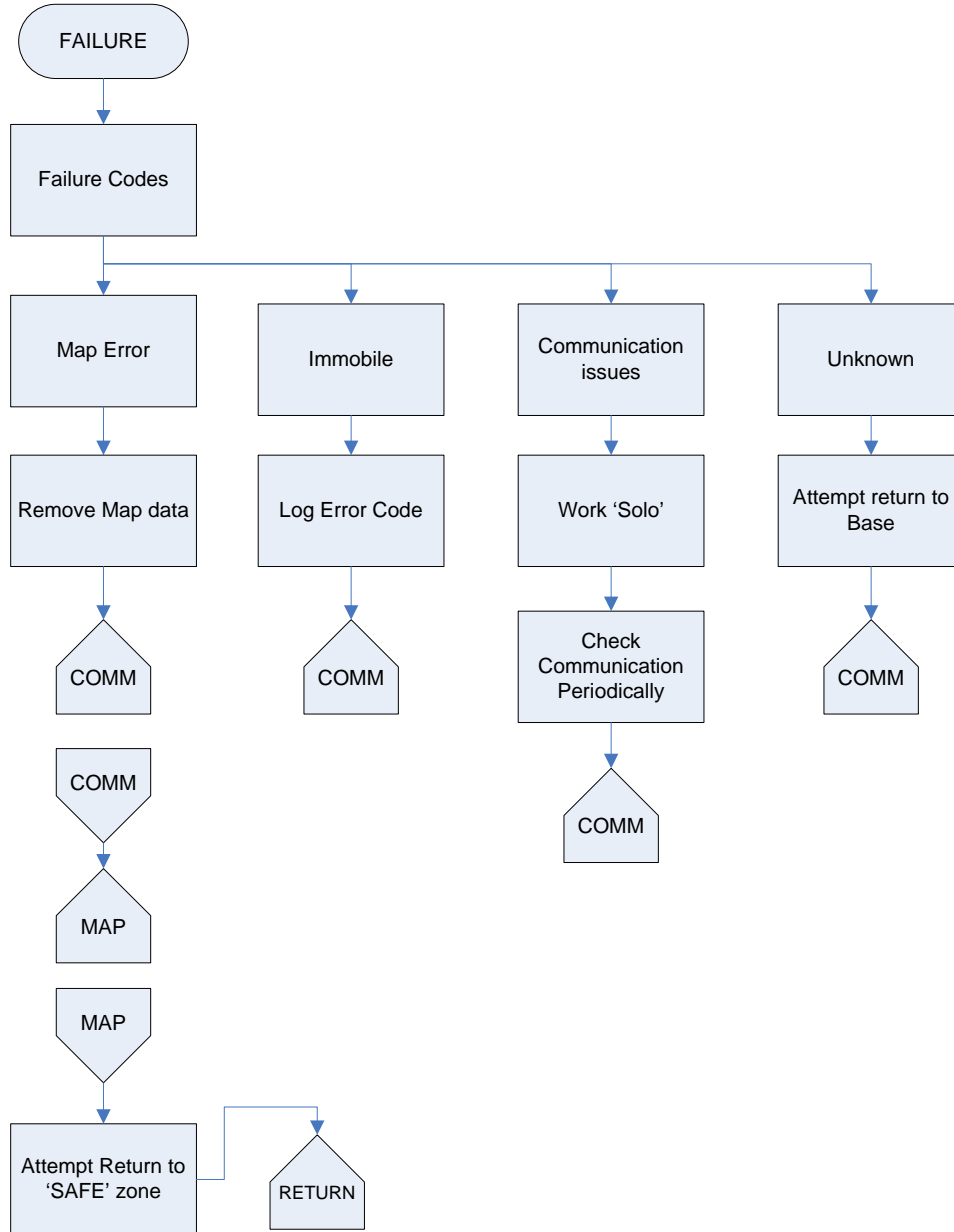 FAILURE
Failure Codes
Map Error
Immobile
Communication
issues
Unknown
Remove Map data
Log Error Code
Work ‘Solo’
Attempt return to
Base
COMM
COMM
Check
Communication
Periodically
COMM
COMM
COMM
MAP
MAP
Attempt Return to
‘SAFE’ zone
RETURN